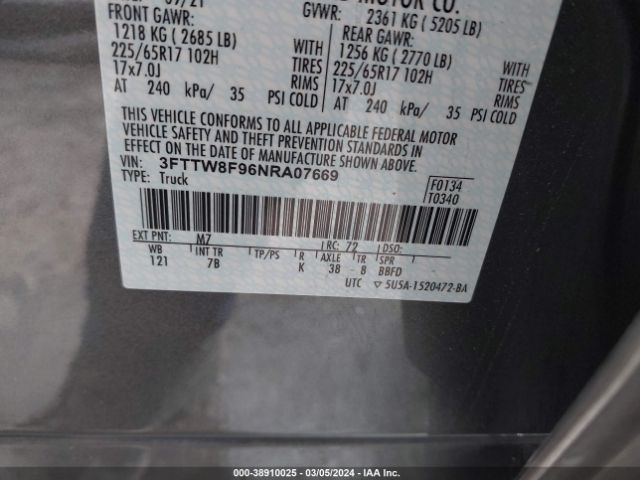 09/21
GVWR: 2361 KG ( 5205 LB)
MOTOR CO.
FRONT GAWR:
1218 KG ( 2685 LB)
225/65R17 102H
17x7.0J
AT 240 kPa/ 35
WITH
TIRES
RIMS
PSI COLD
REAR GAWR:
1256 KG ( 2770 LB)
225/65R17 102H
17x7.0J
AT 240 kPa/ 35
WITH
TIRES
RIMS
PSI COLD
THIS VEHICLE CONFORMS TO ALL APPLICABLE FEDERAL MOTOR
VEHICLE SAFETY AND THEFT PREVENTION STANDARDS IN
EFFECT ON THE DATE OF MANUFACTURE SHOWN ABOVE.
VIN: 3FTTW8F96NRA07669
TYPE: Truck
F0134
T0340
EXT PNT: M7 RC: 72 DSO:
WB INT TR TP/PS R AXLE TR SPR
121 7B K 38 8 BBFD
UTC ▽ 5U5A-1520472-BA
000-38910025 | 03/05/2024 | IAA Inc.